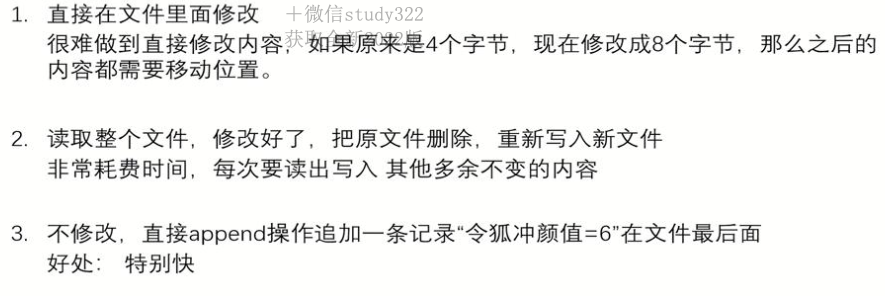 1. 直接在文件里面修改 +微信study322
很难做到直接修改内容,如果原来是4个字节,现在修改成8个字节,那么之后的
内容都需要移动位置。
2. 读取整个文件,修改好了,把原文件删除,重新写入新文件
非常耗费时间,每次要读出写入 其他多余不变的内容
3. 不修改,直接append操作追加一条记录“令狐冲颜值=6”在文件最后面
好处: 特别快